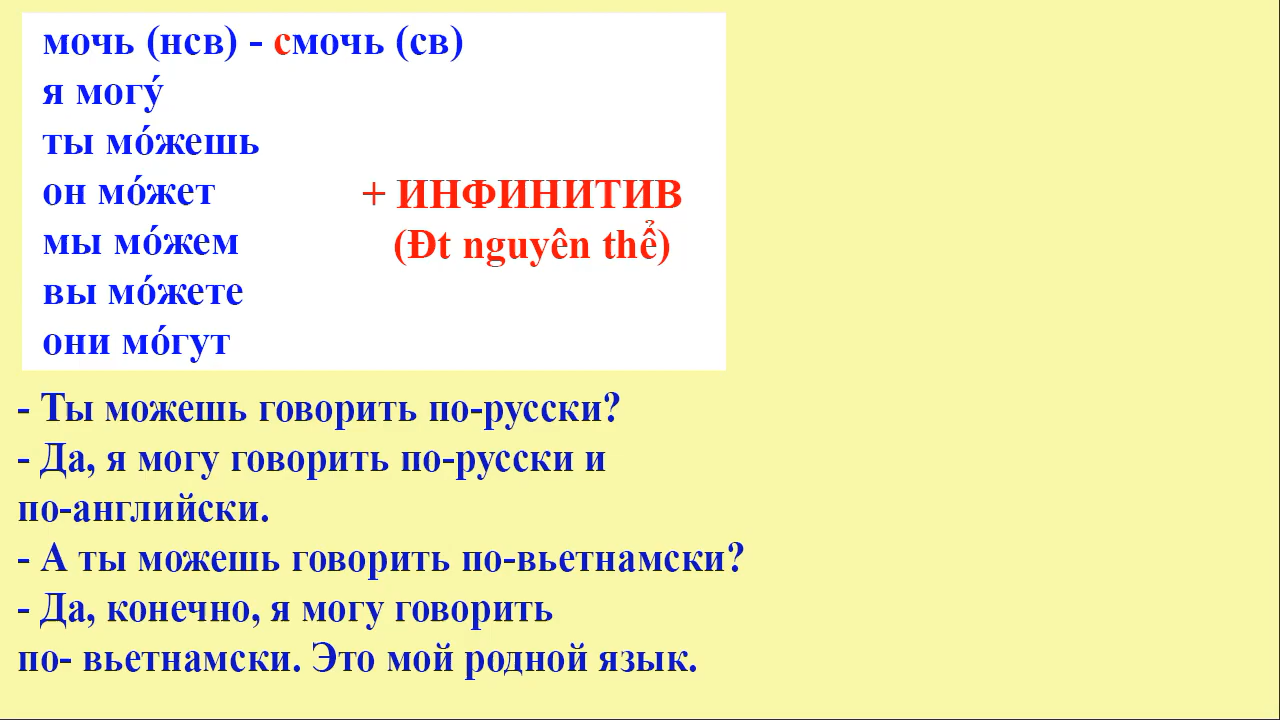 мочь (нсв) - смочь (св)
я могу́
ты мо́жешь
он мо́жет
мы мо́жем
вы мо́жете
они мо́гут
+ ИНФИНИТИВ
(Đt nguyên thể)
- Ты можешь говорить по-русски?
- Да, я могу говорить по-русски и
по-английски.
- А ты можешь говорить по-вьетнамски?
- Да, конечно, я могу говорить
по- вьетнамски. Это мой родной язык.